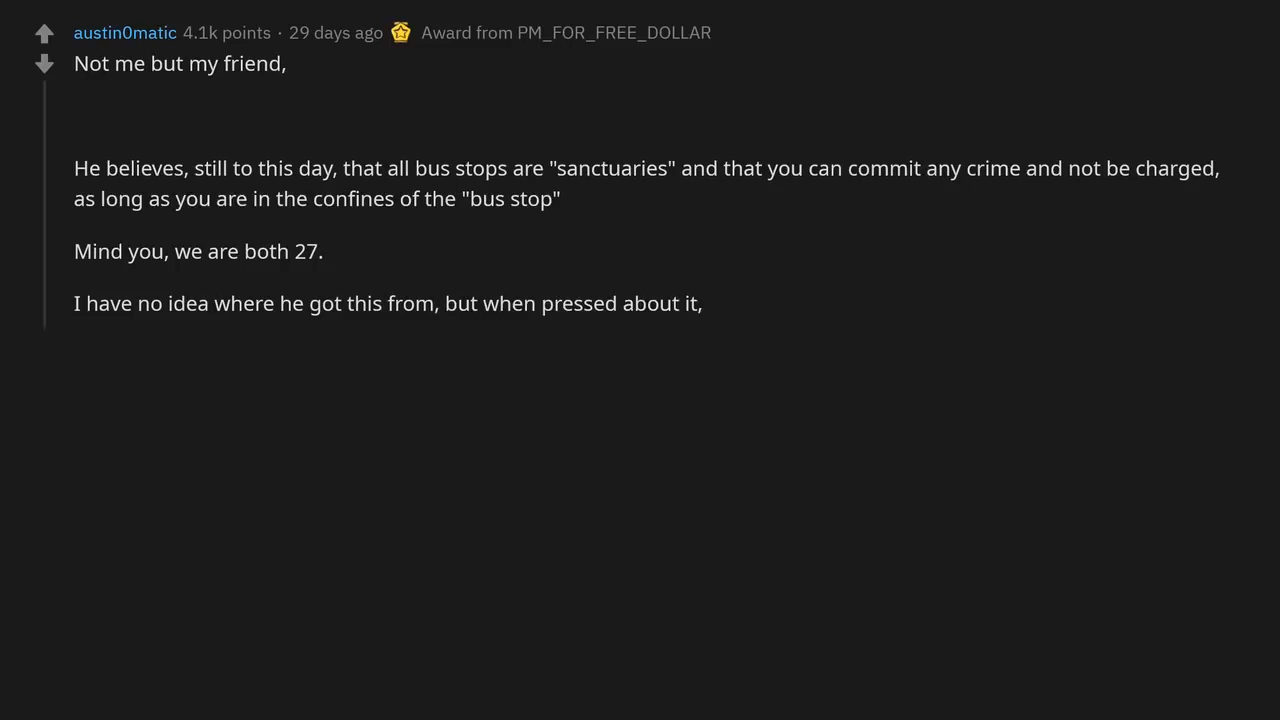 austin0matic 4.1k points · 29 days ago Award from PM_FOR_FREE_DOLLAR
Not me but my friend,
He believes, still to this day, that all bus stops are "sanctuaries" and that you can commit any crime and not be charged,
as long as you are in the confines of the "bus stop"
Mind you, we are both 27.
I have no idea where he got this from, but when pressed about it,